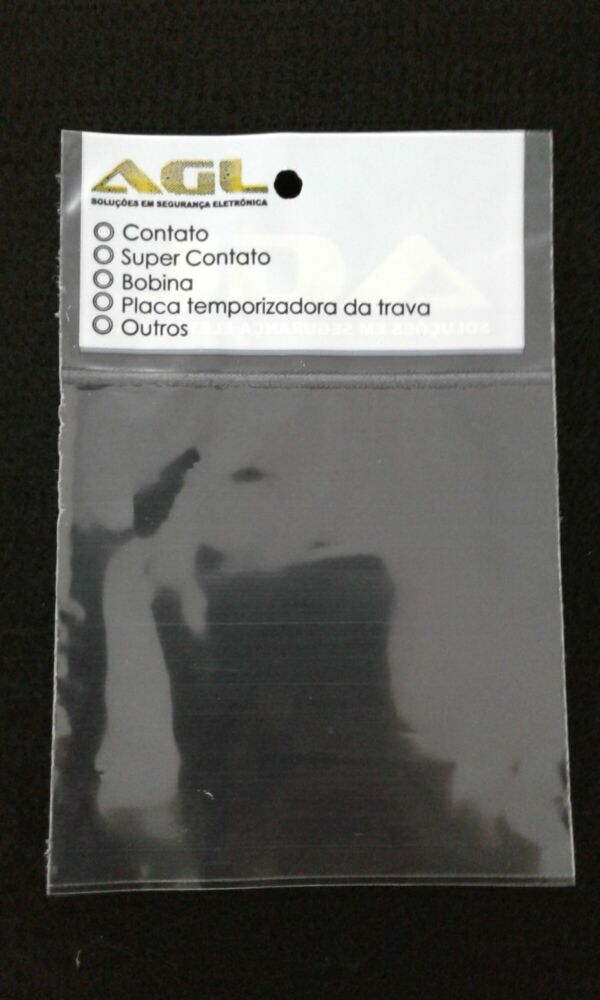 AGL
SOLUÇÕES EM SEGURANÇA ELETRÔNICA
Contato
Super Contato
Bobina
Placa temporizadora da trava
Outros